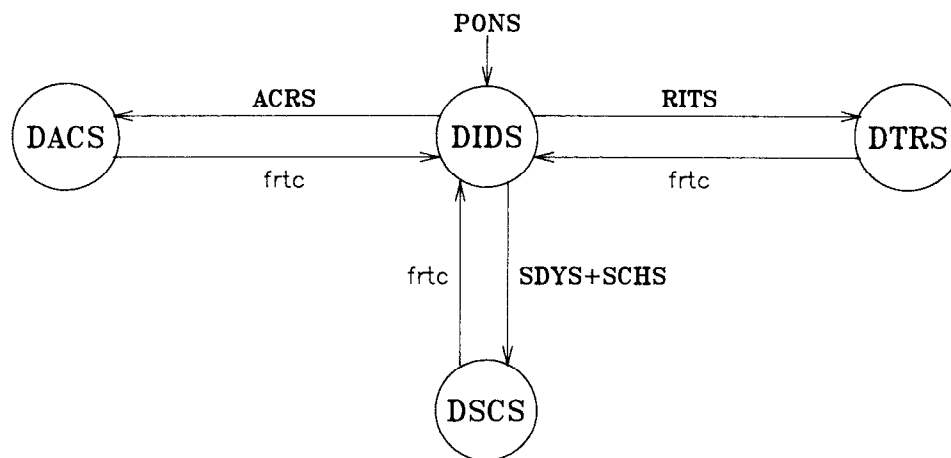 PONS
ACRS
RITS
DACS
DIDS
DTRS
frtc
frtc
frtc
SDYS+SCHS
DSCS